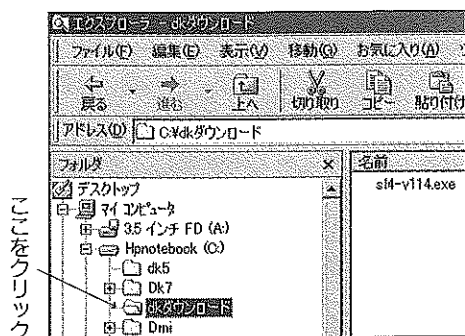 エクスプローラ - dkダウンロード
ファイル(F) 編集(E) 表示(V) 移動(G) お気に入り(A)
戻る 進む 上へ 切り取り コピー 貼り付け
アドレス(D) C:¥dkダウンロード
フォルダ
名前
デスクトップ
sf4-v114.exe
マイ コンピュータ
3.5 インチ FD (A:)
Hpnotebook (C:)
dk5
Dk7
dkダウンロード
Dmi
ここをクリック